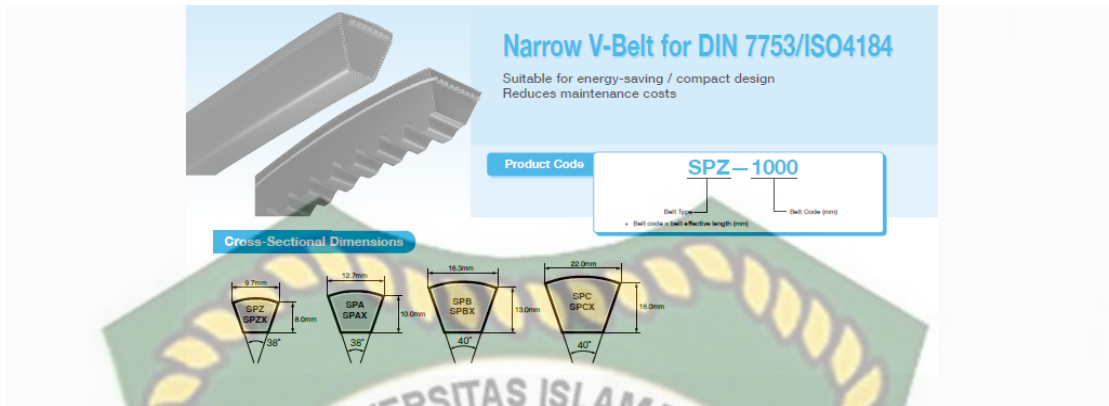 Narrow V-Belt for DIN 7753/ISO4184
Suitable for energy-saving / compact design
Reduces maintenance costs
Product Code
SPZ—1000
Belt Type
Belt Code (mm)
• Belt code = belt effective length (mm)
Cross-Sectional Dimensions
9.7mm
12.7mm
16.3mm
22.0mm
SPZ
SPZX
8.0mm
SPA
SPAX
10.0mm
SPB
SPBX
13.0mm
SPC
SPCX
18.0mm
38°
38°
40°
40°
VERSITAS ISLAM